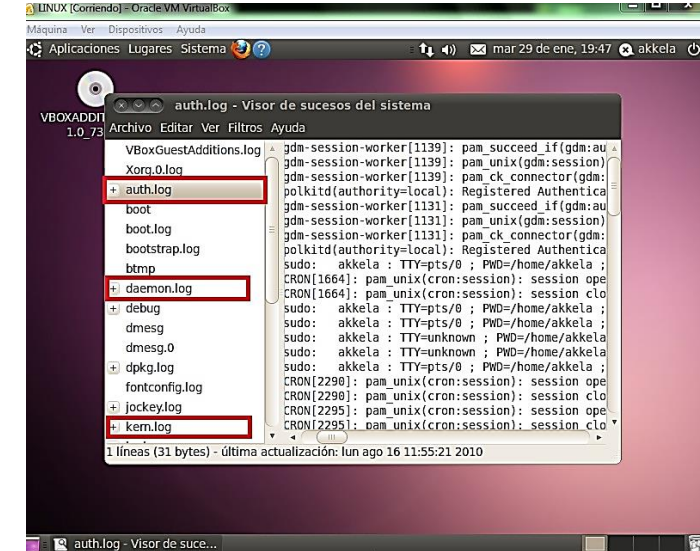 LINUX [Corriendo] - Oracle VM VirtualBox
Máquina Ver Dispositivos Ayuda
Aplicaciones Lugares Sistema mar 29 de ene, 19:47 akkela
VBOXADDIT
1.0_73
auth.log - Visor de sucesos del sistema
Archivo Editar Ver Filtros Ayuda
VBoxGuestAdditions.log
Xorg.0.log
auth.log
boot
boot.log
bootstrap.log
btmp
daemon.log
debug
dmesg
dmesg.0
dpkg.log
fontconfig.log
jockey.log
kern.log
gdm-session-worker[1139]: pam_succeed_if(gdm:au
gdm-session-worker[1139]: pam_unix(gdm:session)
gdm-session-worker[1139]: pam_ck_connector(gdm:
polkitd(authority=local): Registered Authentica
gdm-session-worker[1131]: pam_succeed_if(gdm:au
gdm-session-worker[1131]: pam_unix(gdm:session)
gdm-session-worker[1131]: pam_ck_connector(gdm:
polkitd(authority=local): Registered Authentica
sudo: akkela : TTY=pts/0 ; PWD=/home/akkela ;
CRON[1664]: pam_unix(cron:session): session ope
CRON[1664]: pam_unix(cron:session): session clo
sudo: akkela : TTY=pts/0 ; PWD=/home/akkela ;
sudo: akkela : TTY=pts/0 ; PWD=/home/akkela ;
sudo: akkela : TTY=unknown ; PWD=/home/akkela
sudo: akkela : TTY=unknown ; PWD=/home/akkela
sudo: akkela : TTY=pts/0 ; PWD=/home/akkela ;
CRON[2290]: pam_unix(cron:session): session ope
CRON[2290]: pam_unix(cron:session): session clo
CRON[2295]: pam_unix(cron:session): session ope
CRON[2295]: pam_unix(cron:session): session clo
1 líneas (31 bytes) - última actualización: lun ago 16 11:55:21 2010
auth.log - Visor de suce...